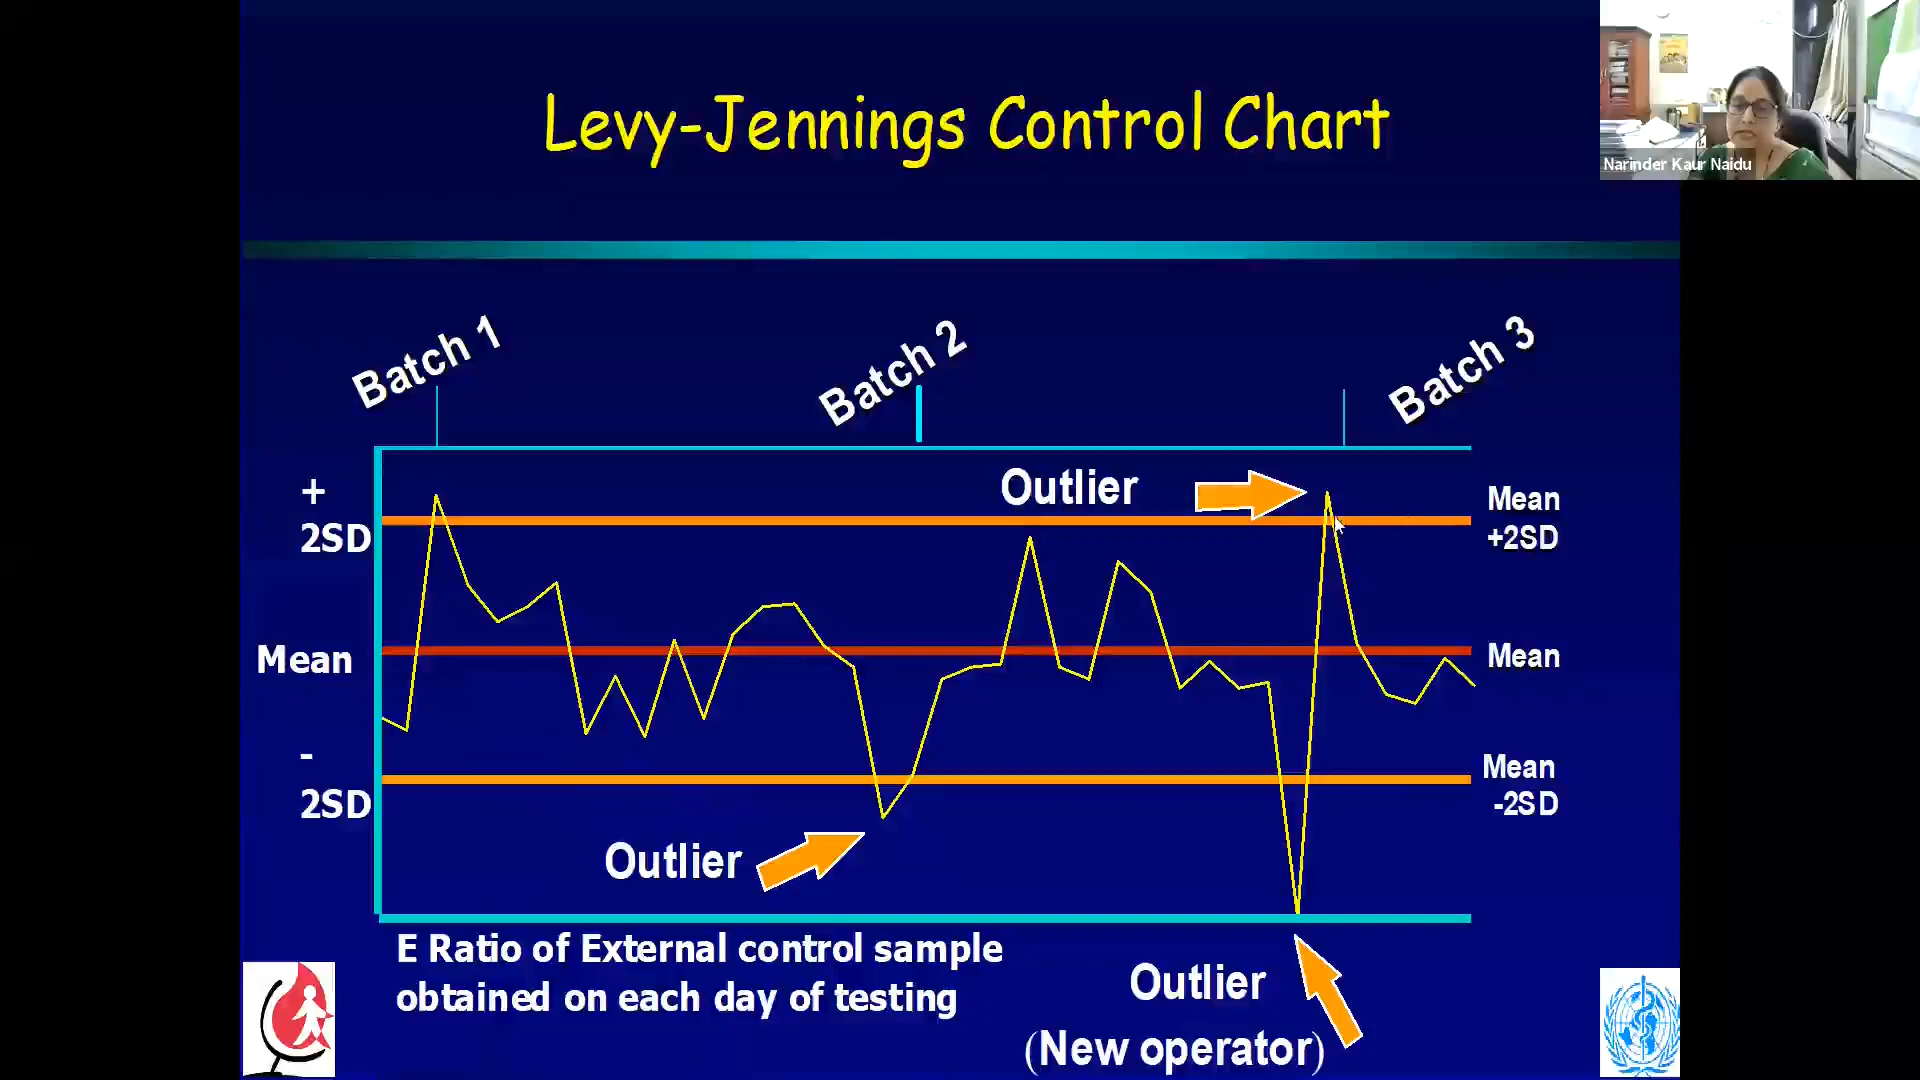 Levy-Jennings Control Chart
Narinder Kaur Naidu
Batch 1
Batch 2
Batch 3
+
2SD
Outlier
Mean
+2SD
Mean
Mean
-
2SD
Mean
-2SD
Outlier
E Ratio of External control sample
obtained on each day of testing
Outlier
(New operator)